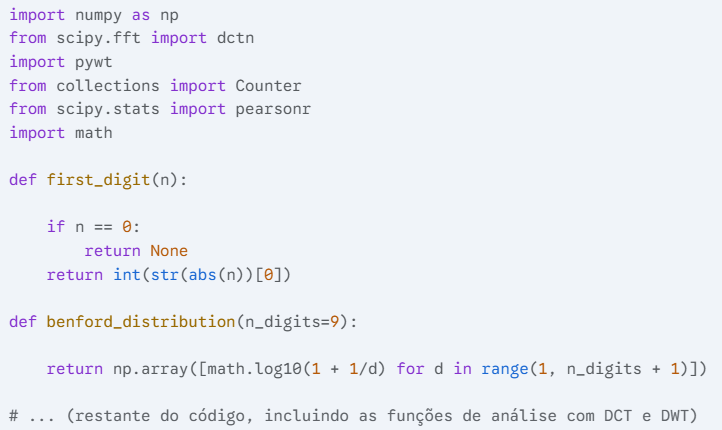 import numpy as np
from scipy.fft import dctn
import pywt
from collections import Counter
from scipy.stats import pearsonr
import math

def first_digit(n):

    if n == 0:
        return None
    return int(str(abs(n))[0])

def benford_distribution(n_digits=9):

    return np.array([math.log10(1 + 1/d) for d in range(1, n_digits + 1)])

# ... (restante do código, incluindo as funções de análise com DCT e DWT)